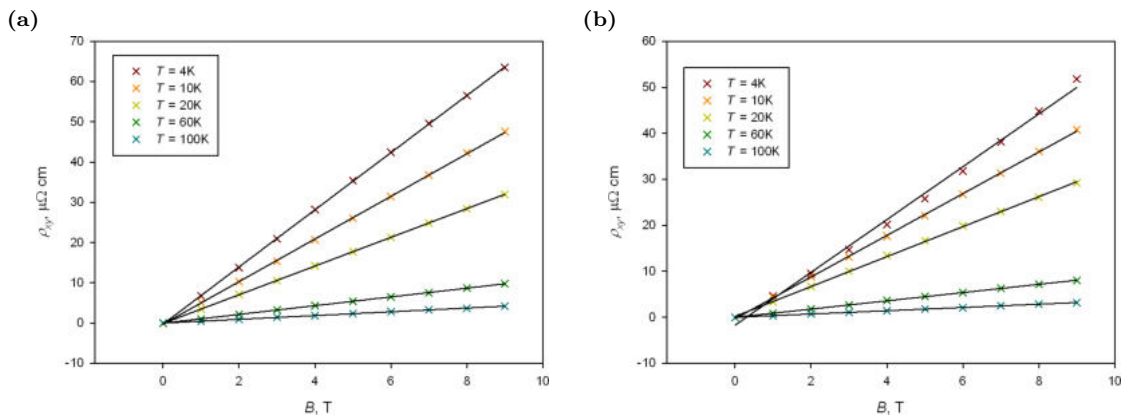 (a)
70
60
50
40
30
20
10
0
-10
ρxy, μΩ cm
T = 4K
T = 10K
T = 20K
T = 60K
T = 100K
0 2 4 6 8 10
B, T
(b)
60
50
40
30
20
10
0
-10
ρxy, μΩ cm
T = 4K
T = 10K
T = 20K
T = 60K
T = 100K
0 2 4 6 8 10
B, T